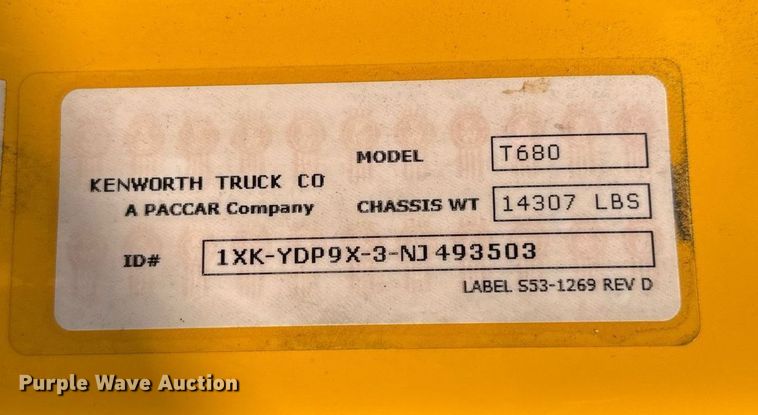 MODEL T680
KENWORTH TRUCK CO
A PACCAR Company CHASSIS WT 14307 LBS
ID# 1XK-YDP9X-3-NJ493503
LABEL S53-1269 REV D
Purple Wave Auction